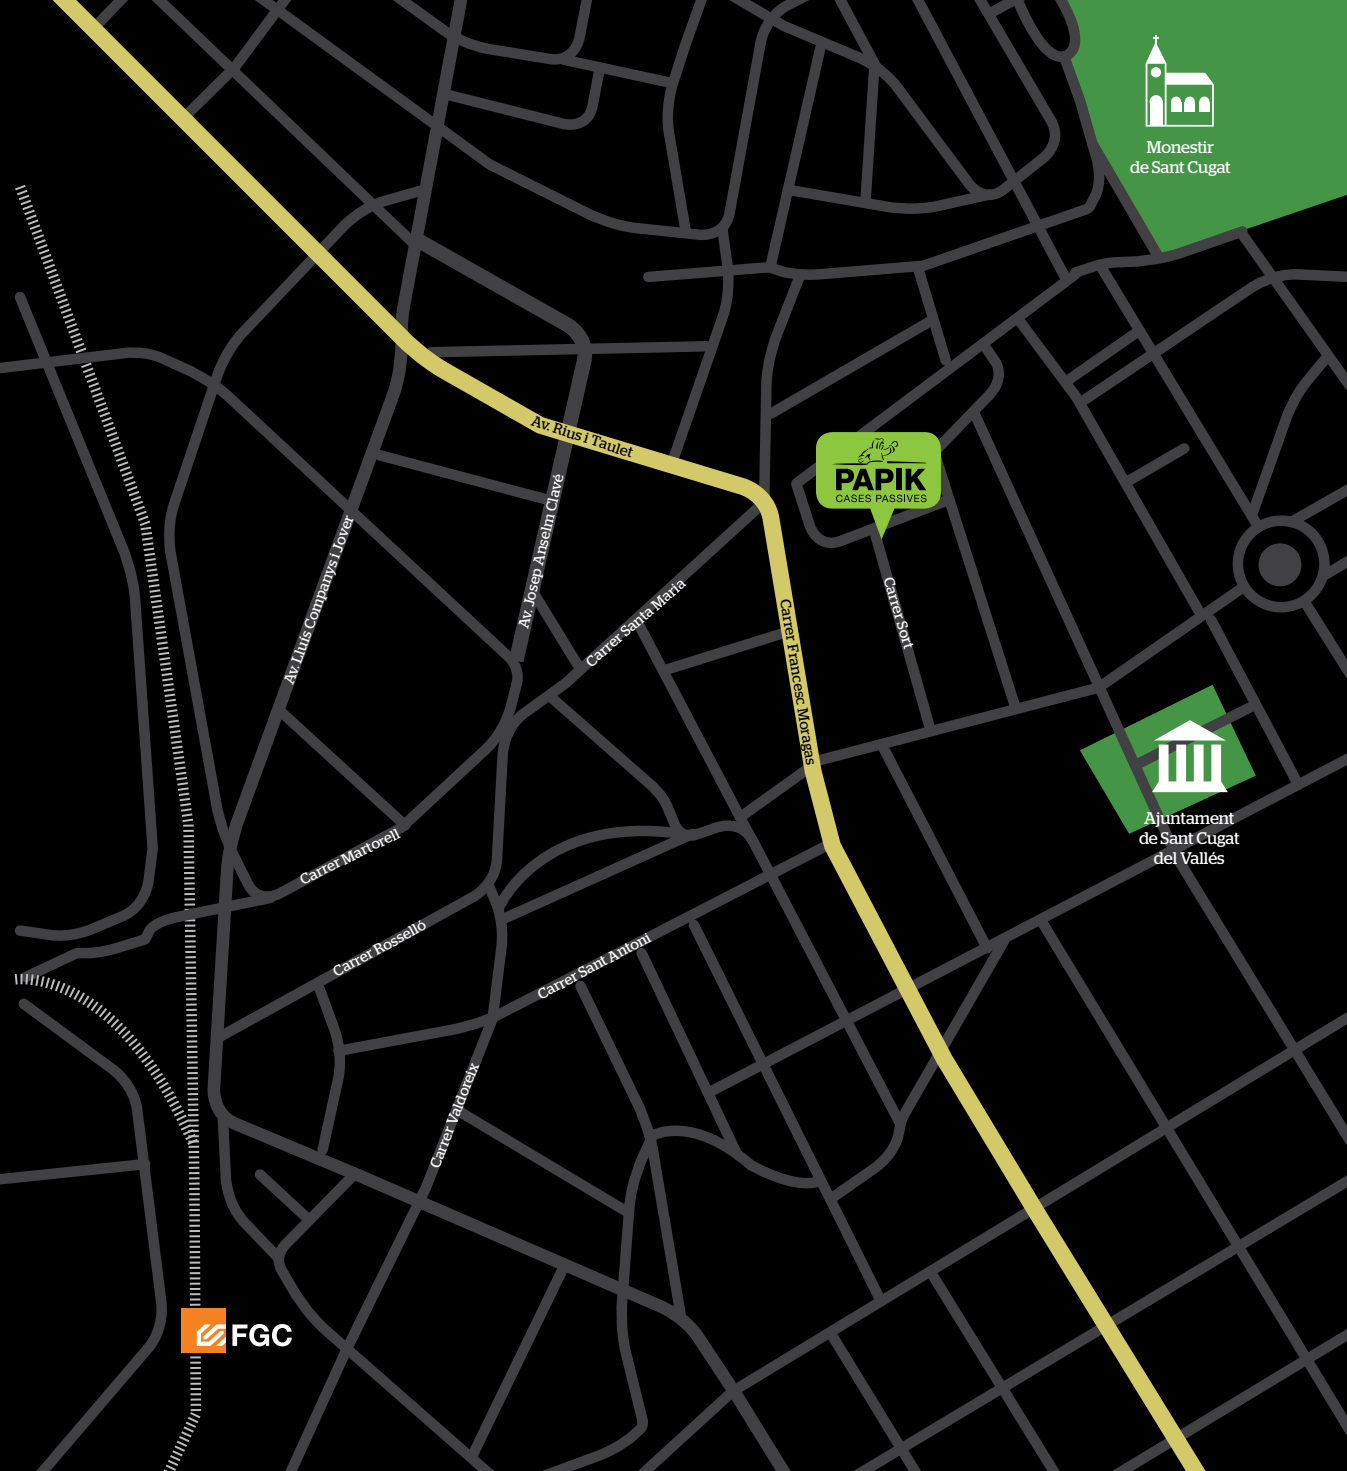 Monestir
de Sant Cugat
Av. Rius i Taulet
PAPIK
CASES PASSIVES
Av. Josep Anselm Clavé
Av. Lluís Companys i Jover
Carrer Santa Maria
Carrer Francesc Moragas
Carrer Sort
Ajuntament
de Sant Cugat
del Vallés
Carrer Martorell
Carrer Rosselló
Carrer Sant Antoni
Carrer Valdoreix
FGC